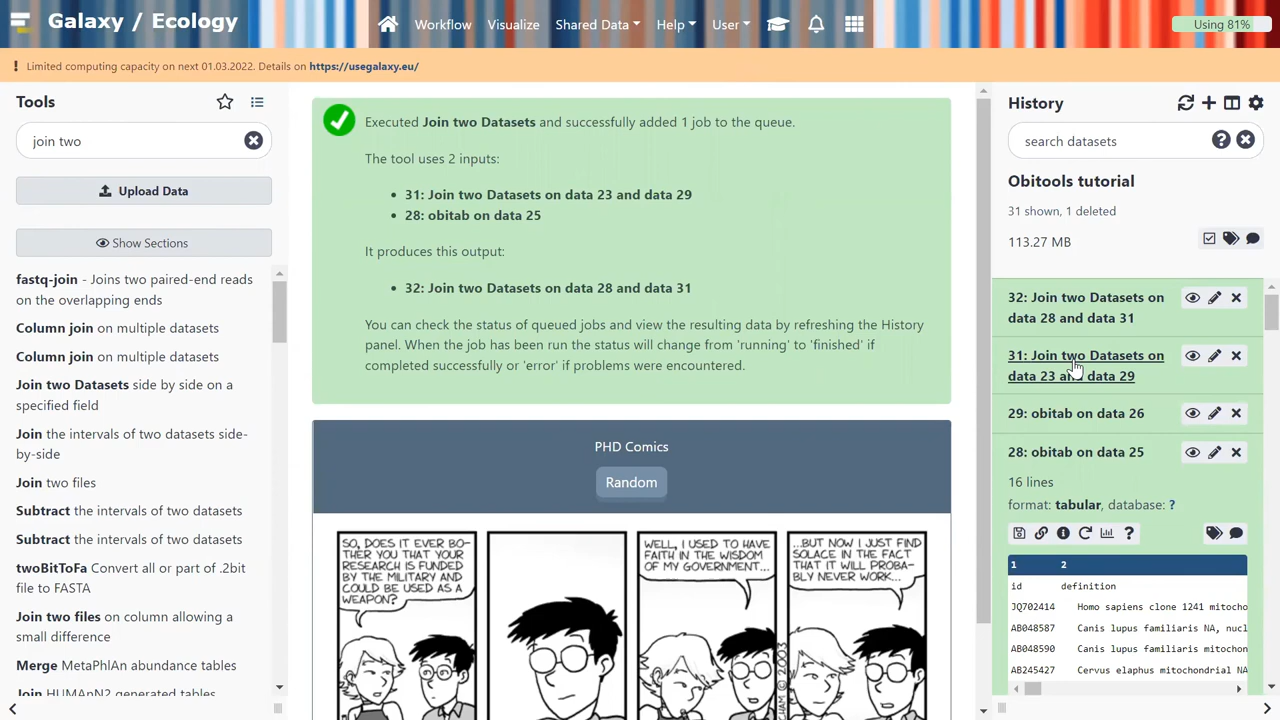 Galaxy / Ecology
Workflow Visualize Shared Data Help User
Using 81%
! Limited computing capacity on next 01.03.2022. Details on https://usegalaxy.eu/
Tools
join two
Upload Data
Show Sections
fastq-join - Joins two paired-end reads
on the overlapping ends
Column join on multiple datasets
Column join on multiple datasets
Join two Datasets side by side on a
specified field
Join the intervals of two datasets side-
by-side
Join two files
Subtract the intervals of two datasets
Subtract the intervals of two datasets
twoBitToFa Convert all or part of .2bit
file to FASTA
Join two files on column allowing a
small difference
Merge MetaPhlAn abundance tables
Join HUMAnN2 generated tables
Executed Join two Datasets and successfully added 1 job to the queue.
The tool uses 2 inputs:
• 31: Join two Datasets on data 23 and data 29
• 28: obitab on data 25
It produces this output:
• 32: Join two Datasets on data 28 and data 31
You can check the status of queued jobs and view the resulting data by refreshing the History
panel. When the job has been run the status will change from 'running' to 'finished' if
completed successfully or 'error' if problems were encountered.
PHD Comics
Random
SO, DOES IT EVER BO-
THER YOU THAT YOUR
RESEARCH IS FUNDED
BY THE MILITARY AND
COULD BE USED AS A
WEAPON?
WELL, I USED TO HAVE
FAITH IN THE WISDOM
OF MY GOVERNMENT...
...BUT NOW I JUST FIND
SOLACE IN THE FACT
THAT IT WILL PROBA-
BLY NEVER WORK...
CHAM © 2003
History
search datasets
Obitools tutorial
31 shown, 1 deleted
113.27 MB
32: Join two Datasets on
data 28 and data 31
31: Join two Datasets on
data 23 and data 29
29: obitab on data 26
28: obitab on data 25
16 lines
format: tabular, database: ?
1 2
id definition
JQ702414 Homo sapiens clone 1241 mitocho
AB048587 Canis lupus familiaris NA, nucl
AB048590 Canis lupus familiaris mitochon
AB245427 Cervus elaphus mitochondrial NA